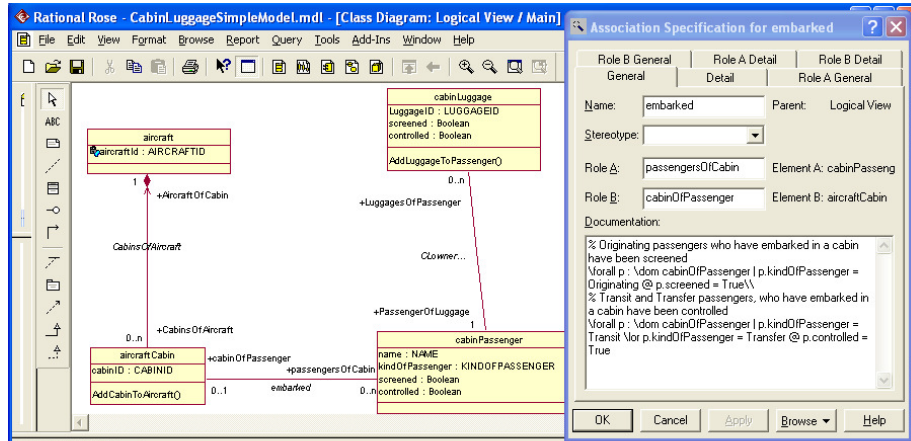 Rational Rose - CabinLuggageSimpleModel.mdl - [Class Diagram: Logical View / Main]
File Edit View Format Browse Report Query Tools Add-Ins Window Help
ABC
cabinLuggage
LuggageID : LUGGAGEID
screened : Boolean
controlled : Boolean
AddLuggageToPassenger()
aircraft
aircraftId : AIRCRAFTID
1
+AircraftOfCabin
0..n
+LuggagesOfPassenger
CabinsOfAircraft
CLowner...
+PassengerOfLuggage
1
+CabinsOfAircraft
0..n
aircraftCabin
cabinID : CABINID
AddCabinToAircraft()
+cabinOfPassenger
+passengersOfCabin
0..1
embarked
0..n
cabinPassenger
name : NAME
kindOfPassenger : KINDOFPASSENGER
screened : Boolean
controlled : Boolean
Association Specification for embarked
Role B General Role A Detail Role B Detail
General Detail Role A General
Name: embarked Parent: Logical View
Stereotype:
Role A: passengersOfCabin Element A: cabinPasseng
Role B: cabinOfPassenger Element B: aircraftCabin
Documentation:
% Originating passengers who have embarked in a cabin
have been screened
\forall p : \dom cabinOfPassenger | p.kindOfPassenger =
Originating @ p.screened = True\\
% Transit and Transfer passengers, who have embarked in
a cabin have been controlled
\forall p : \dom cabinOfPassenger | p.kindOfPassenger =
Transit \lor p.kindOfPassenger = Transfer @ p.controlled =
True
OK Cancel Apply Browse Help